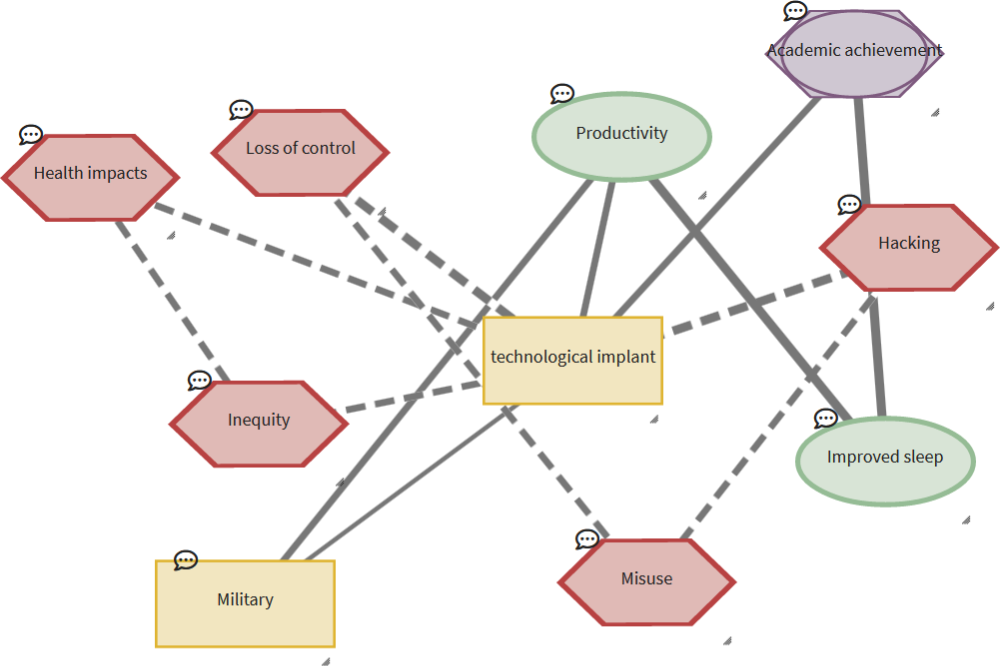 Academic achievement
Productivity
Loss of control
Health impacts
Hacking
technological implant
Inequity
Improved sleep
Misuse
Military